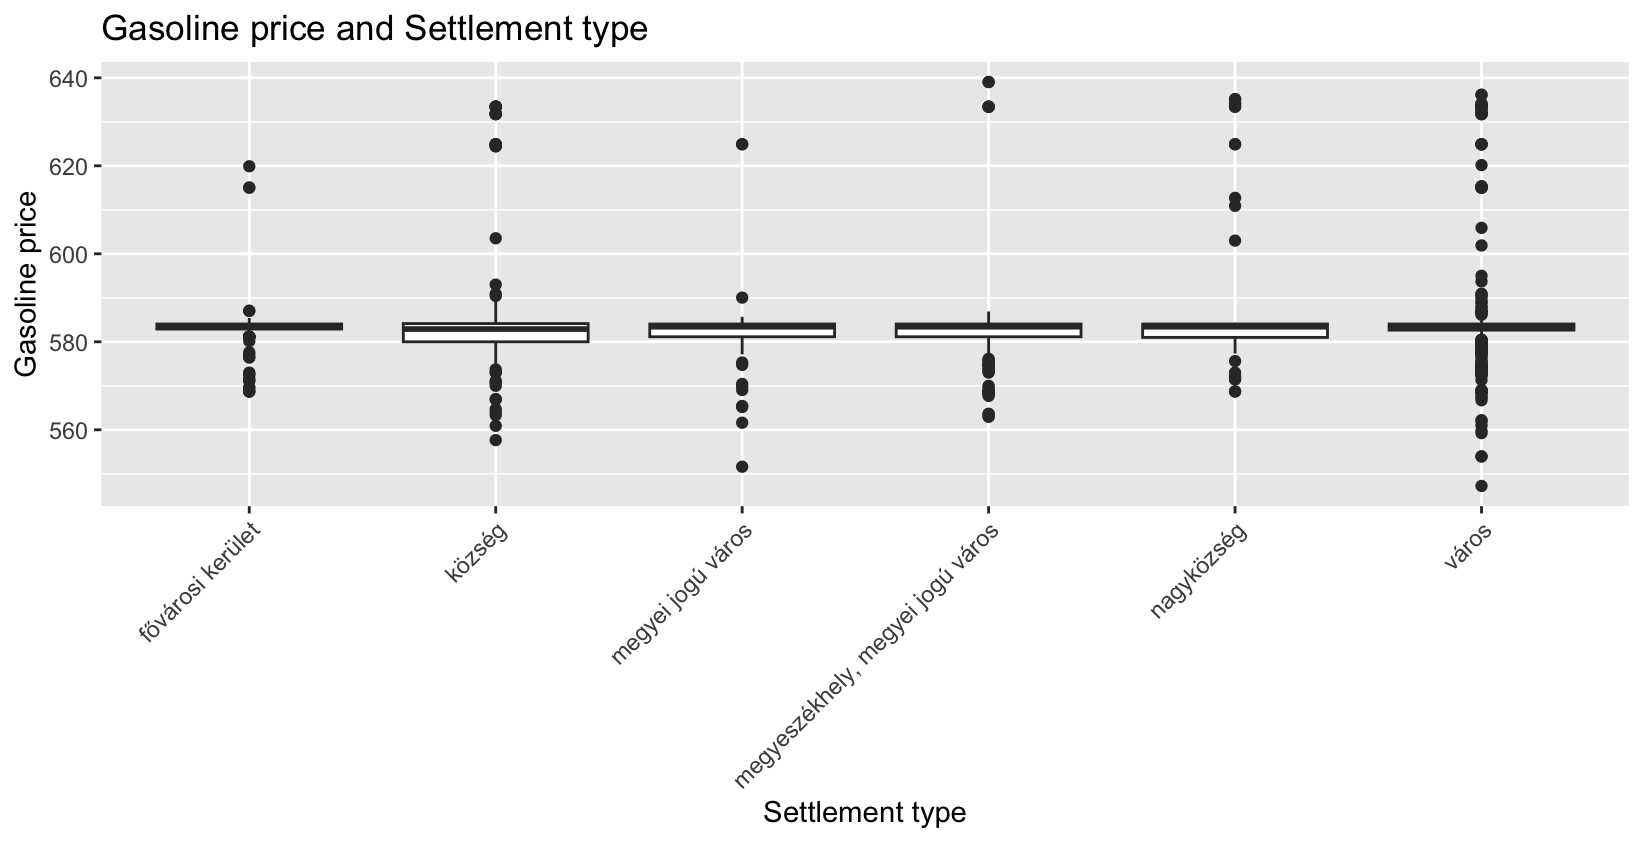 Gasoline price and Settlement type
Gasoline price
640
620
600
580
560
fővárosi kerület
község
megyei jogú város
megyeszékhely, megyei jogú város
nagyközség
város
Settlement type